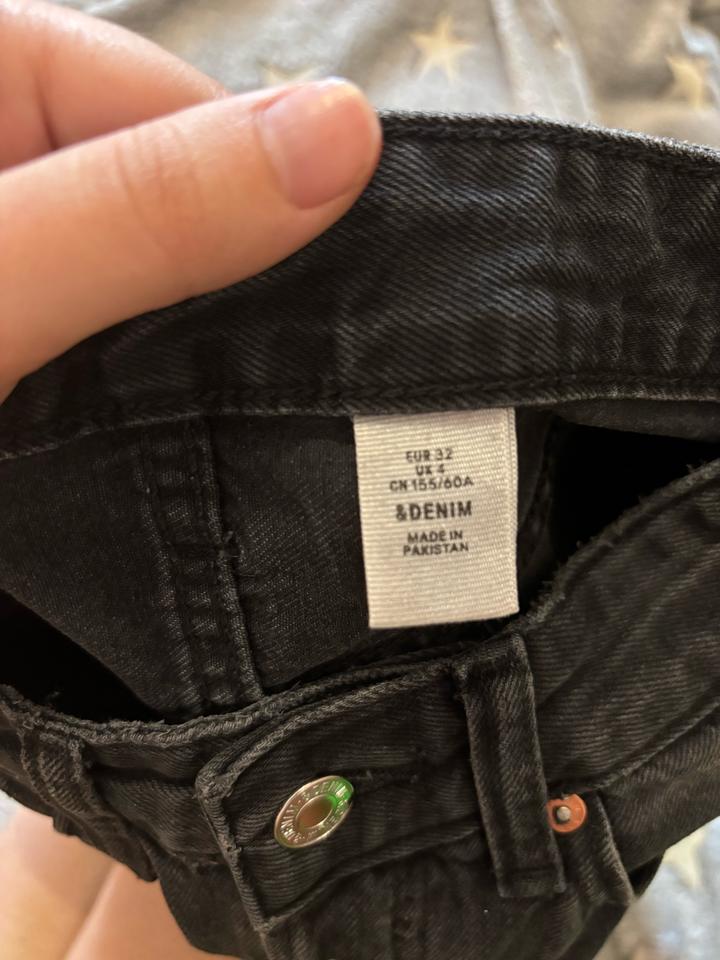 EUR 32
UK 4
CN 155/60A
&DENIM
MADE IN
PAKISTAN